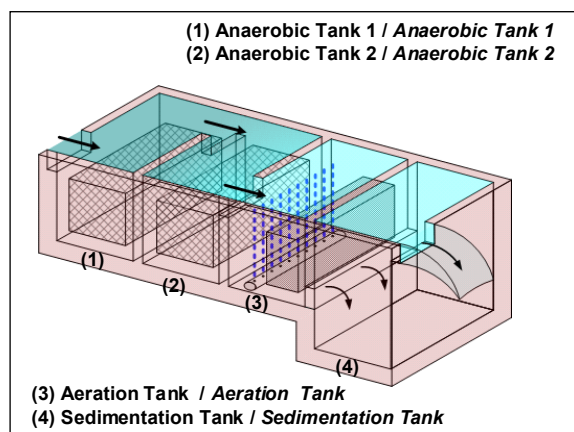 (1) Anaerobic Tank 1 / Anaerobic Tank 1
(2) Anaerobic Tank 2 / Anaerobic Tank 2
(1)
(2)
(3)
(4)
(3) Aeration Tank / Aeration Tank
(4) Sedimentation Tank / Sedimentation Tank